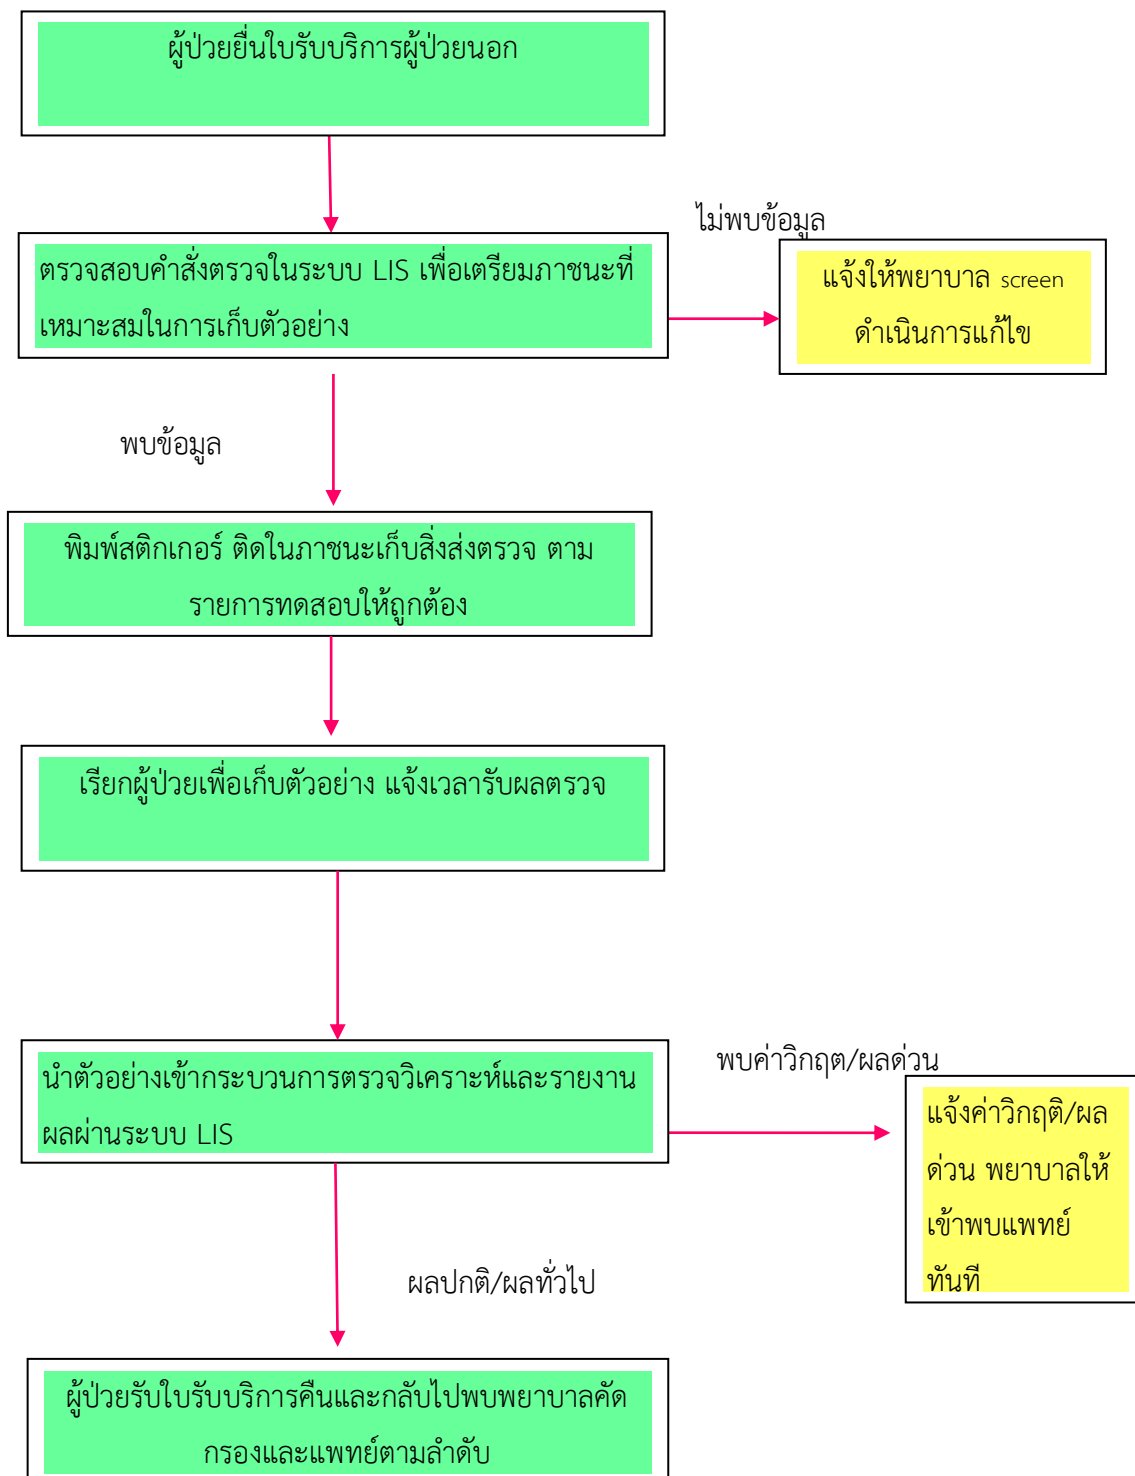 ผู้ป่วยยื่นใบรับบริการผู้ป่วยนอก
ไม่พบข้อมูล
ตรวจสอบคำสั่งตรวจในระบบ LIS เพื่อเตรียมภาชนะที่
เหมาะสมในการเก็บตัวอย่าง
แจ้งให้พยาบาล screen
ดำเนินการแก้ไข
พบข้อมูล
พิมพ์สติกเกอร์ ติดในภาชนะเก็บสิ่งส่งตรวจ ตาม
รายการทดสอบให้ถูกต้อง
เรียกผู้ป่วยเพื่อเก็บตัวอย่าง แจ้งเวลารับผลตรวจ
นำตัวอย่างเข้ากระบวนการตรวจวิเคราะห์และรายงาน
ผลผ่านระบบ LIS
พบค่าวิกฤต/ผลด่วน
แจ้งค่าวิกฤติ/ผล
ด่วน พยาบาลให้
เข้าพบแพทย์
ทันที
ผลปกติ/ผลทั่วไป
ผู้ป่วยรับใบรับบริการคืนและกลับไปพบพยาบาลคัด
กรองและแพทย์ตามลำดับ